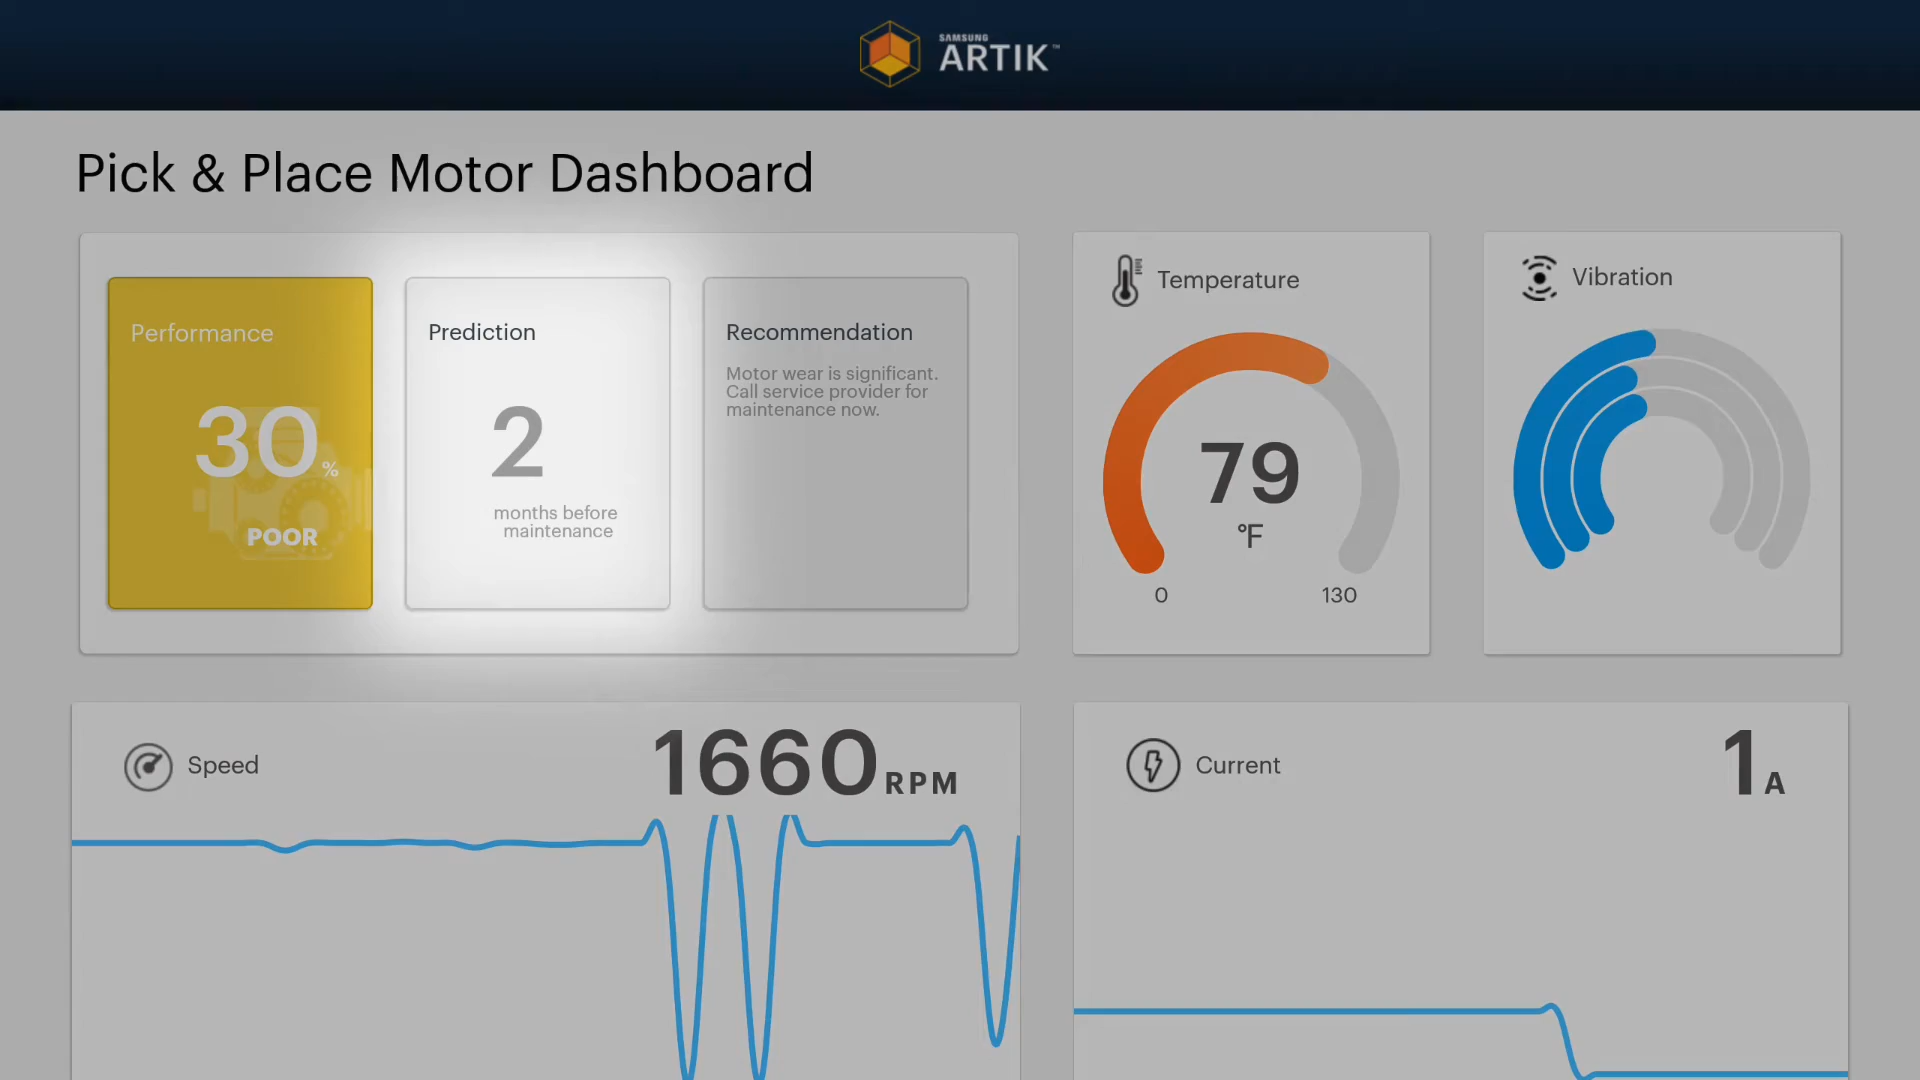 SAMSUNG
ARTIK™
Pick & Place Motor Dashboard
Performance
30%
POOR
Prediction
2
months before
maintenance
Recommendation
Motor wear is significant.
Call service provider for
maintenance now.
Temperature
79
°F
0 130
Vibration
Speed
1660 RPM
Current
1 A